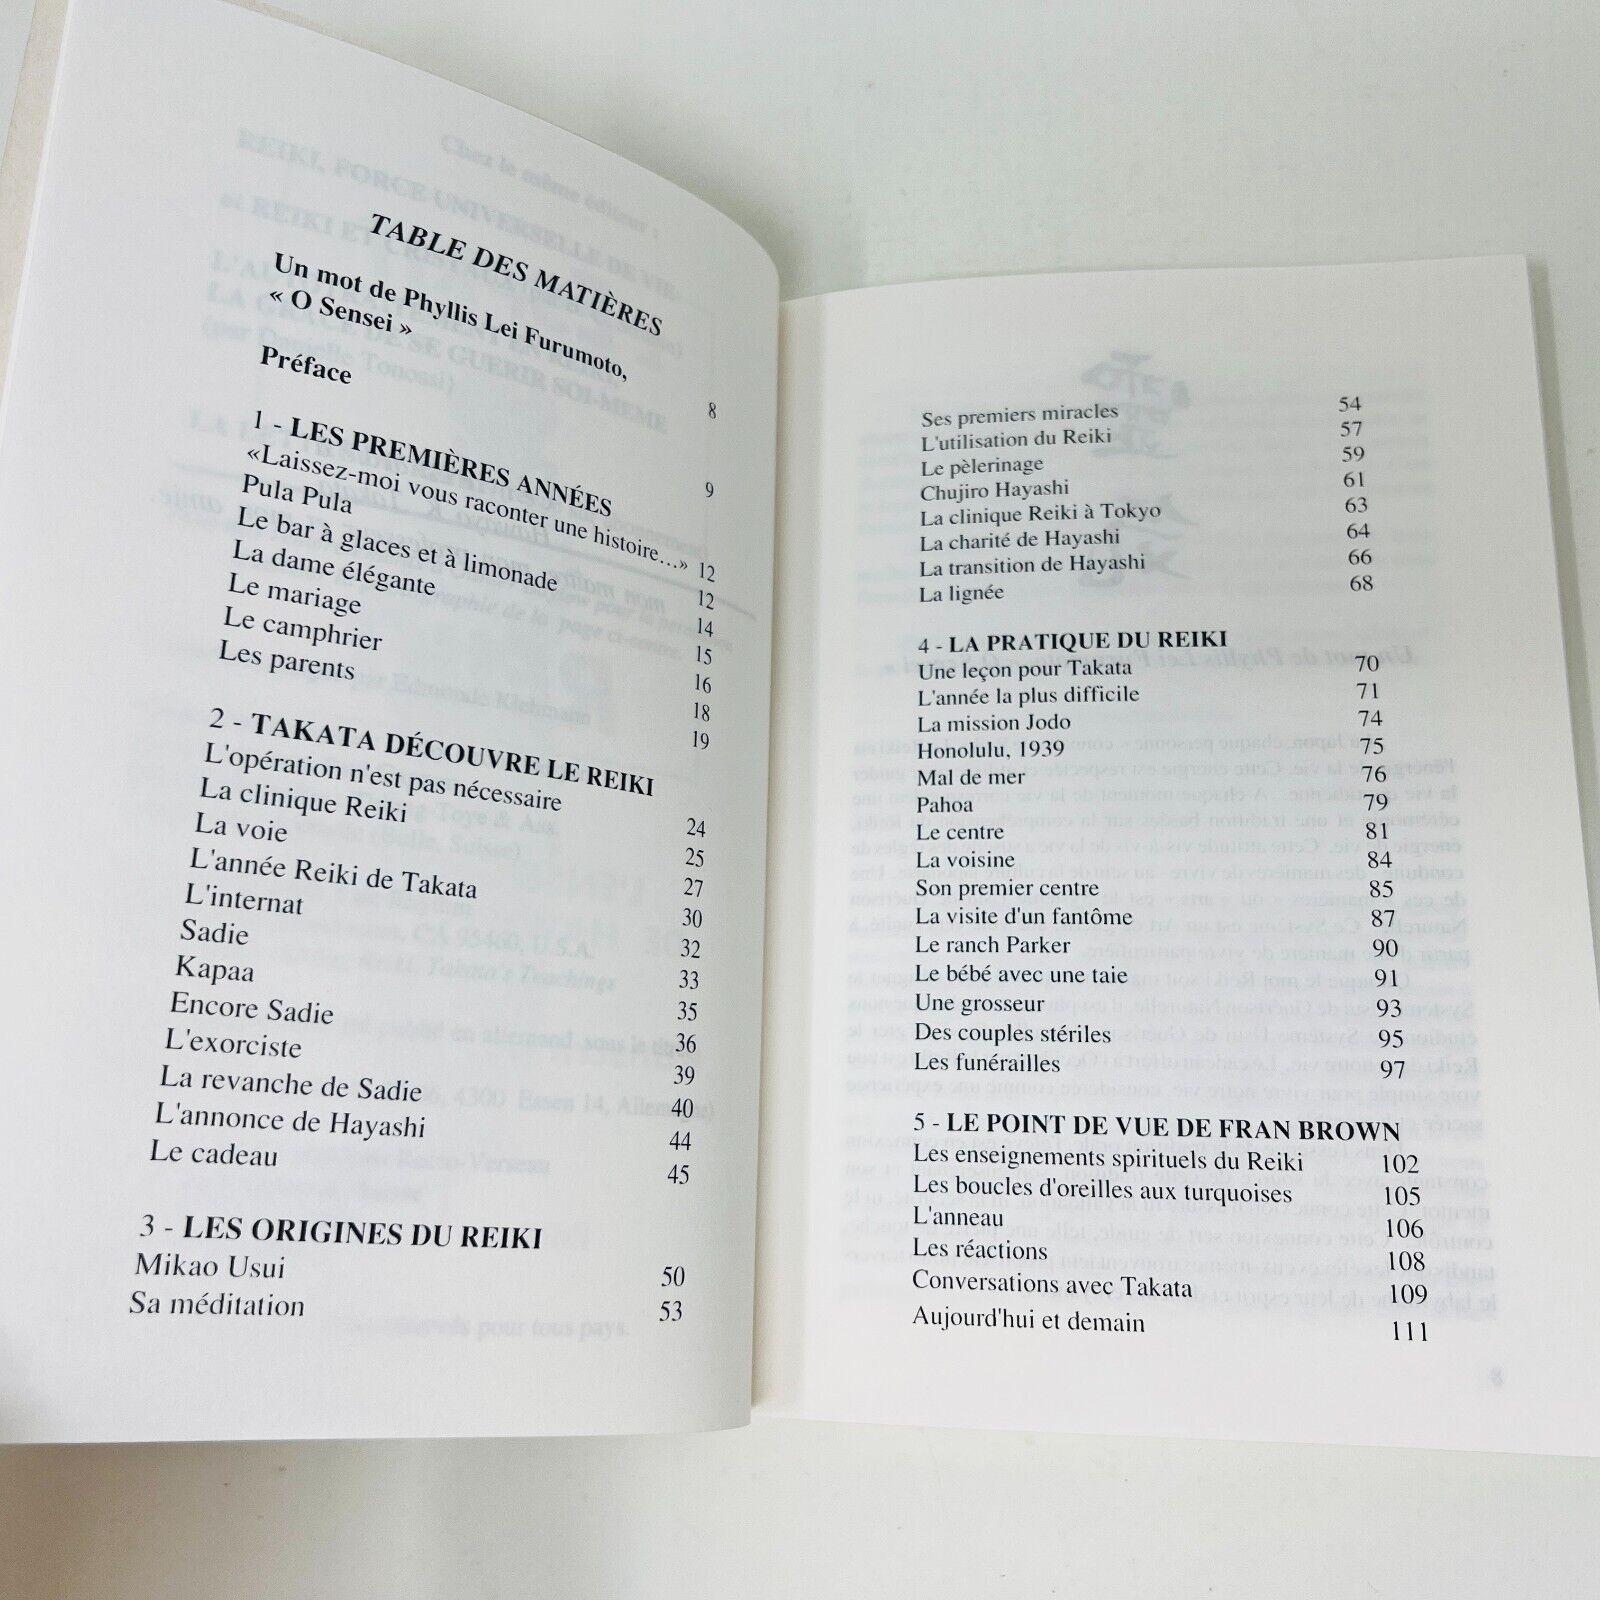 TABLE DES MATIÈRES
Un mot de Phyllis Lei Furumoto,
« O Sensei » 8
Préface 9
1 - LES PREMIÈRES ANNÉES
«Laissez-moi vous raconter une histoire...» 12
Pula Pula 12
Le bar à glaces et à limonade 14
La dame élégante 15
Le mariage 16
Le camphrier 18
Les parents 19
2 - TAKATA DÉCOUVRE LE REIKI
L'opération n'est pas nécessaire 24
La clinique Reiki 25
La voie 27
L'année Reiki de Takata 30
L'internat 32
Sadie 33
Kapaa 35
Encore Sadie 36
L'exorciste 39
La revanche de Sadie 40
L'annonce de Hayashi 44
Le cadeau 45
3 - LES ORIGINES DU REIKI
Mikao Usui 50
Sa méditation 53
Ses premiers miracles 54
L'utilisation du Reiki 57
Le pèlerinage 59
Chujiro Hayashi 61
La clinique Reiki à Tokyo 63
La charité de Hayashi 64
La transition de Hayashi 66
La lignée 68
4 - LA PRATIQUE DU REIKI
Une leçon pour Takata 70
L'année la plus difficile 71
La mission Jodo 74
Honolulu, 1939 75
Mal de mer 76
Pahoa 79
Le centre 81
La voisine 84
Son premier centre 85
La visite d'un fantôme 87
Le ranch Parker 90
Le bébé avec une taie 91
Une grosseur 93
Des couples stériles 95
Les funérailles 97
5 - LE POINT DE VUE DE FRAN BROWN
Les enseignements spirituels du Reiki 102
Les boucles d'oreilles aux turquoises 105
L'anneau 106
Les réactions 108
Conversations avec Takata 109
Aujourd'hui et demain 111